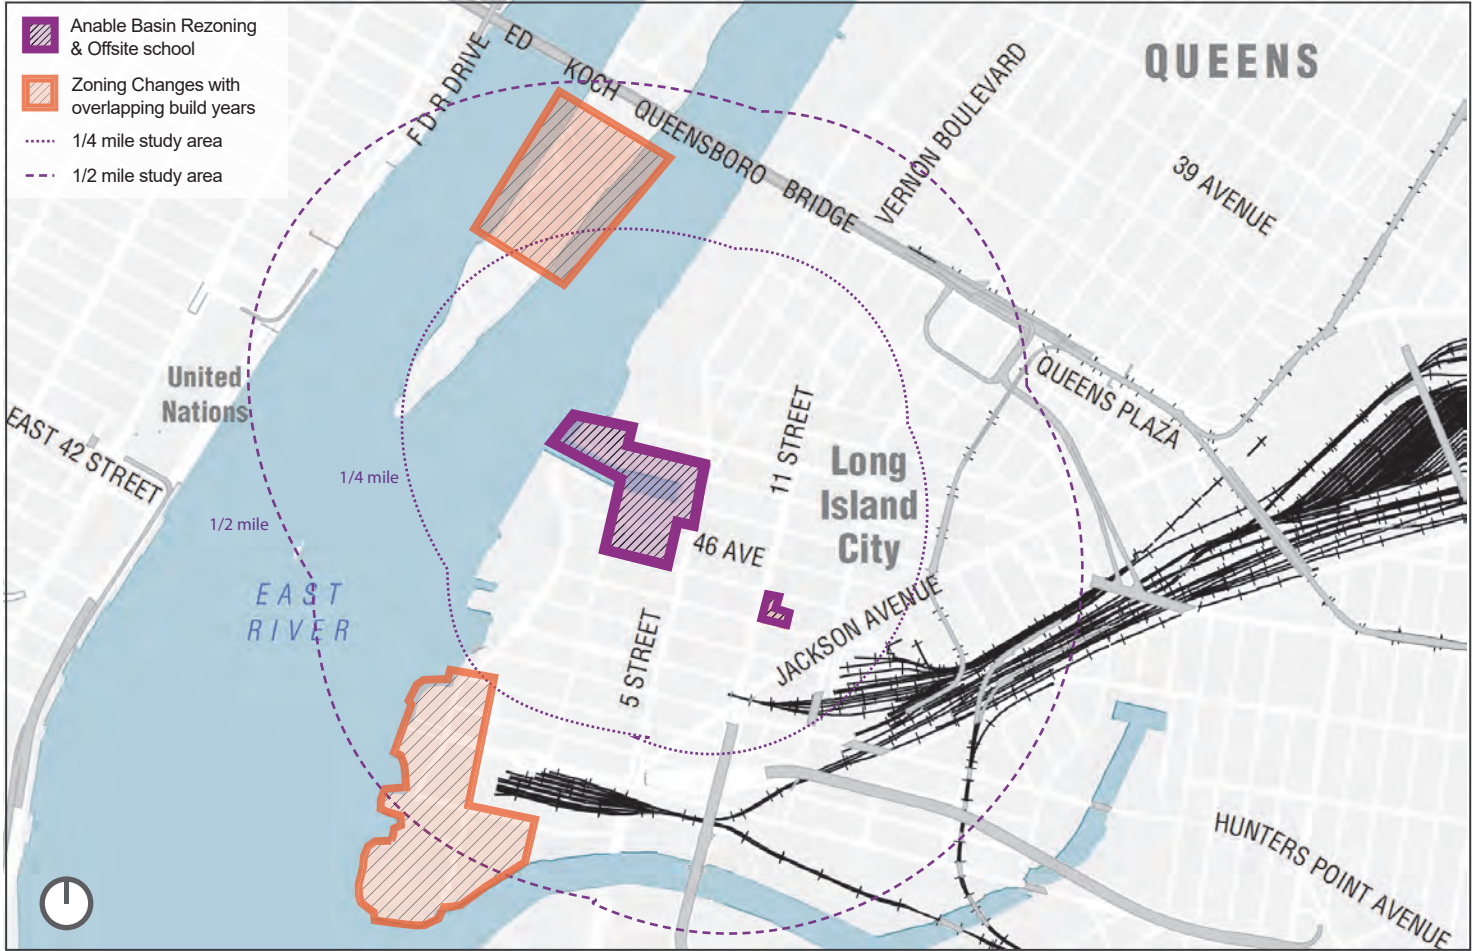 Anable Basin Rezoning
& Offsite school
Zoning Changes with
overlapping build years
1/4 mile study area
1/2 mile study area
F D R DRIVE
ED
KOCH
QUEENSBORO
BRIDGE
VERNON BOULEVARD
QUEENS
39 AVENUE
United
Nations
EAST 42 STREET
QUEENS PLAZA
11 STREET
Long
Island
City
1/4 mile
1/2 mile
46 AVE
EAST
RIVER
JACKSON AVENUE
5 STREET
HUNTERS POINT AVENUE